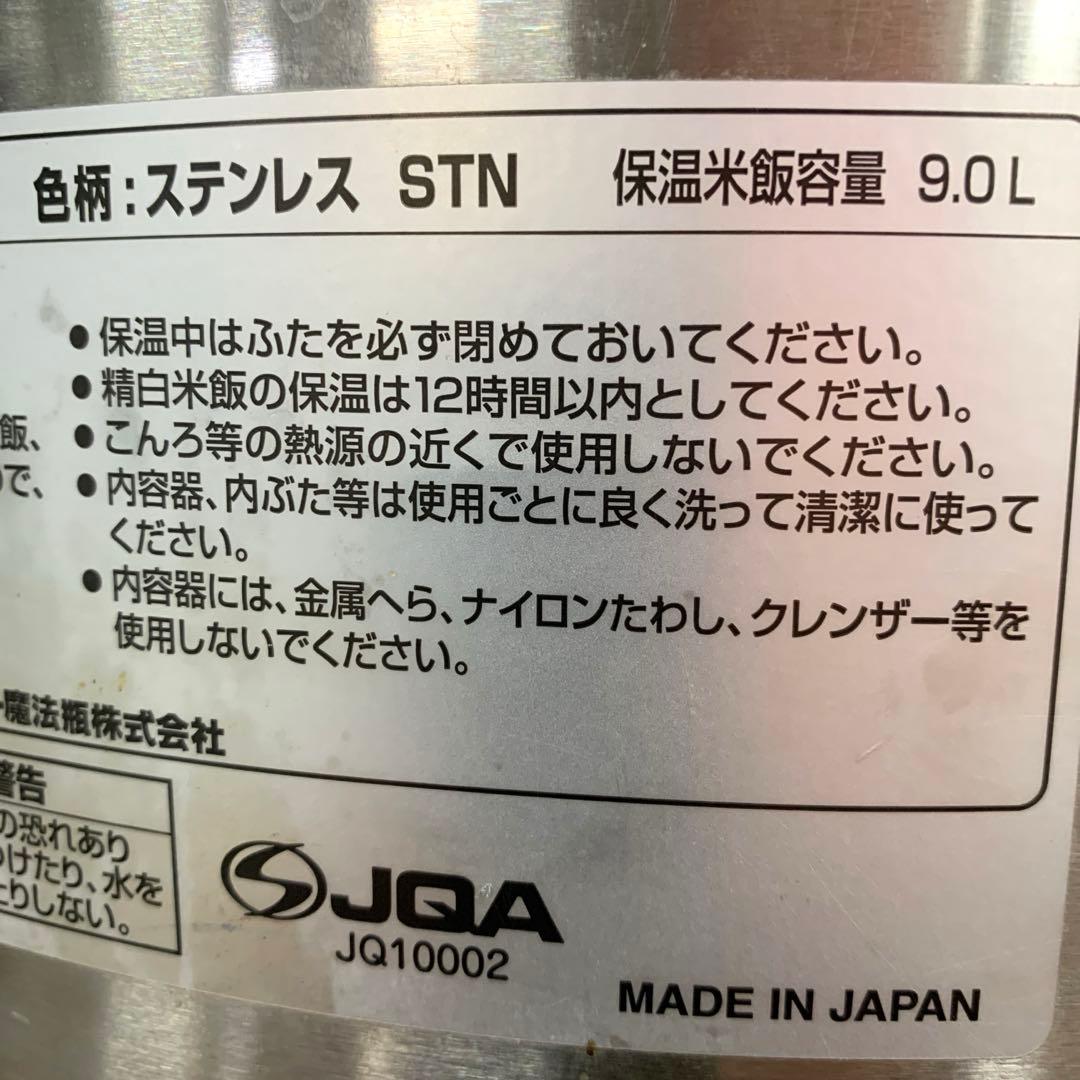 色柄：ステンレス STN 保温米飯容量 9.0L
●保温中はふたを必ず閉めておいてください。
●精白米飯の保温は12時間以内としてください。
飯、
●こんろ等の熱源の近くで使用しないでください。
で、
●内容器、内ぶた等は使用ごとに良く洗って清潔に使って
ください。
●内容器には、金属へら、ナイロンたわし、クレンザー等を
使用しないでください。
魔法瓶株式会社
警告
の恐れあり
けたり、水を
たりしない。
JQA
JQ10002
MADE IN JAPAN